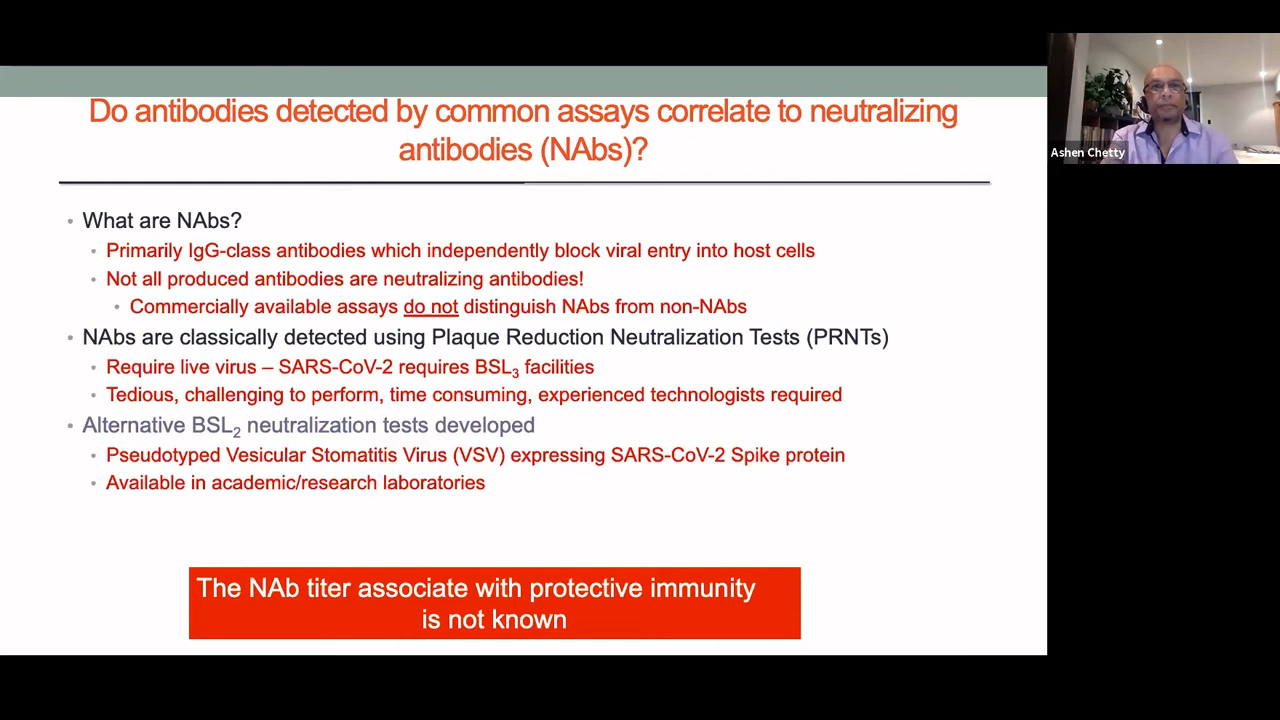 Do antibodies detected by common assays correlate to neutralizing
antibodies (NAbs)?
Ashen Chetty
• What are NAbs?
• Primarily IgG-class antibodies which independently block viral entry into host cells
• Not all produced antibodies are neutralizing antibodies!
• Commercially available assays do not distinguish NAbs from non-NAbs
• NAbs are classically detected using Plaque Reduction Neutralization Tests (PRNTs)
• Require live virus – SARS-CoV-2 requires BSL3 facilities
• Tedious, challenging to perform, time consuming, experienced technologists required
• Alternative BSL2 neutralization tests developed
• Pseudotyped Vesicular Stomatitis Virus (VSV) expressing SARS-CoV-2 Spike protein
• Available in academic/research laboratories
The NAb titer associate with protective immunity
is not known